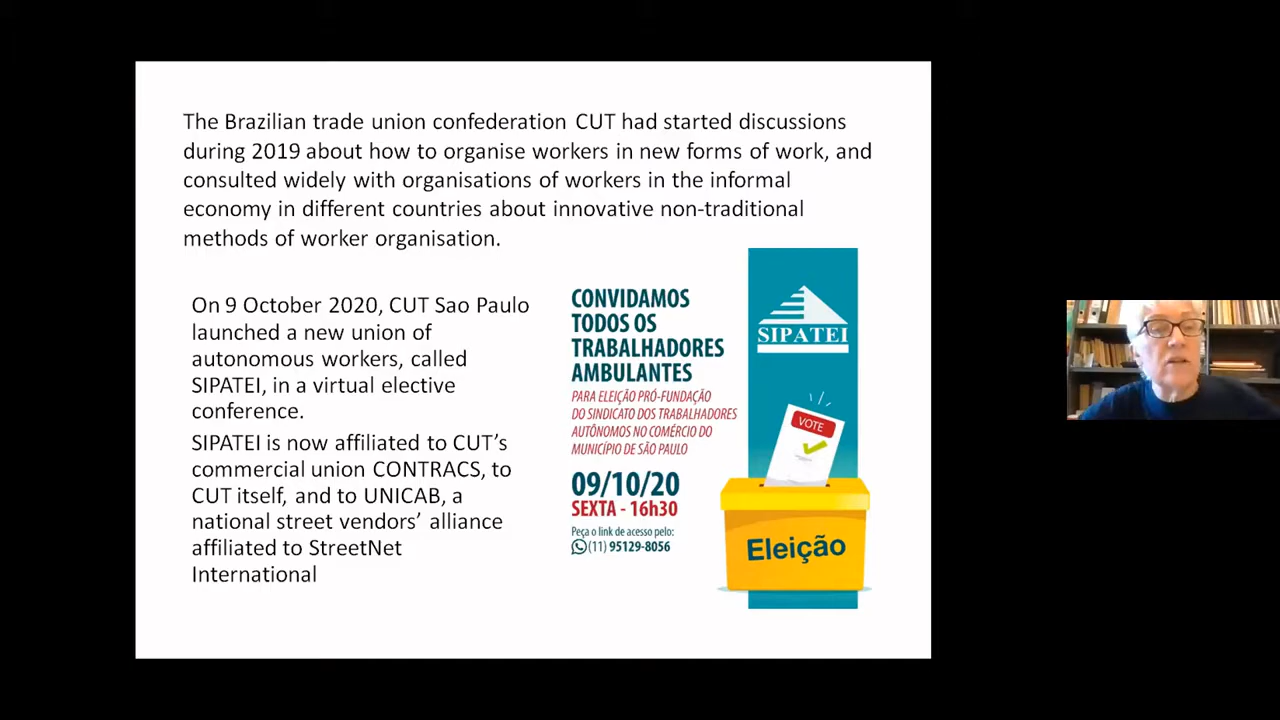 The Brazilian trade union confederation CUT had started discussions
during 2019 about how to organise workers in new forms of work, and
consulted widely with organisations of workers in the informal
economy in different countries about innovative non-traditional
methods of worker organisation.
On 9 October 2020, CUT Sao Paulo
launched a new union of
autonomous workers, called
SIPATEI, in a virtual elective
conference.
SIPATEI is now affiliated to CUT’s
commercial union CONTRACS, to
CUT itself, and to UNICAB, a
national street vendors’ alliance
affiliated to StreetNet
International
CONVIDAMOS
TODOS OS
TRABALHADORES
AMBULANTES
PARA ELEIÇÃO PRÓ-FUNDAÇÃO
DO SINDICATO DOS TRABALHADORES
AUTÔNOMOS NO COMÉRCIO DO
MUNICÍPIO DE SÃO PAULO
09/10/20
SEXTA - 16h30
Peça o link de acesso pelo:
(11) 95129-8056
SIPATEI
VOTE
Eleição